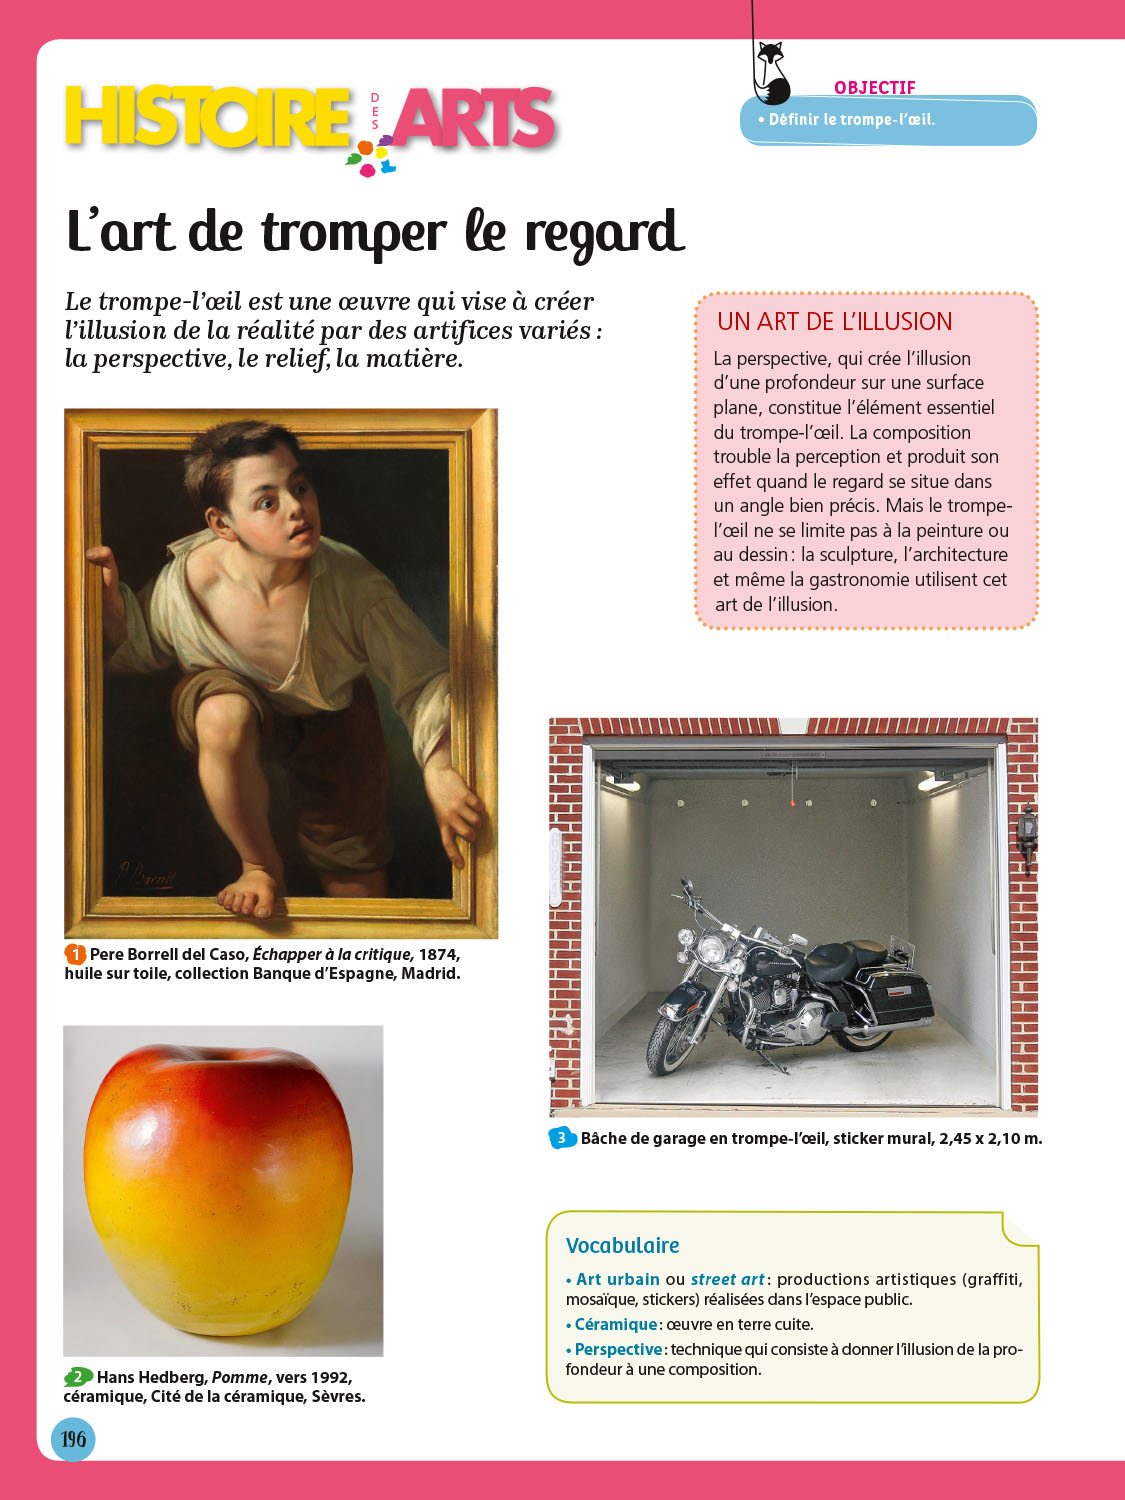 HISTOIRE DES ARTS
OBJECTIF
• Définir le trompe-l’œil.
L’art de tromper le regard
Le trompe-l’œil est une œuvre qui vise à créer
l’illusion de la réalité par des artifices variés :
la perspective, le relief, la matière.
UN ART DE L’ILLUSION
La perspective, qui crée l’illusion
d’une profondeur sur une surface
plane, constitue l’élément essentiel
du trompe-l’œil. La composition
trouble la perception et produit son
effet quand le regard se situe dans
un angle bien précis. Mais le trompe-
l’œil ne se limite pas à la peinture ou
au dessin : la sculpture, l’architecture
et même la gastronomie utilisent cet
art de l’illusion.
P. Borrell
1 Pere Borrell del Caso, Échapper à la critique, 1874,
huile sur toile, collection Banque d’Espagne, Madrid.
2 Hans Hedberg, Pomme, vers 1992,
céramique, Cité de la céramique, Sèvres.
3 Bâche de garage en trompe-l’œil, sticker mural, 2,45 x 2,10 m.
Vocabulaire
• Art urbain ou street art : productions artistiques (graffiti,
mosaïque, stickers) réalisées dans l’espace public.
• Céramique : œuvre en terre cuite.
• Perspective : technique qui consiste à donner l’illusion de la pro-
fondeur à une composition.
196